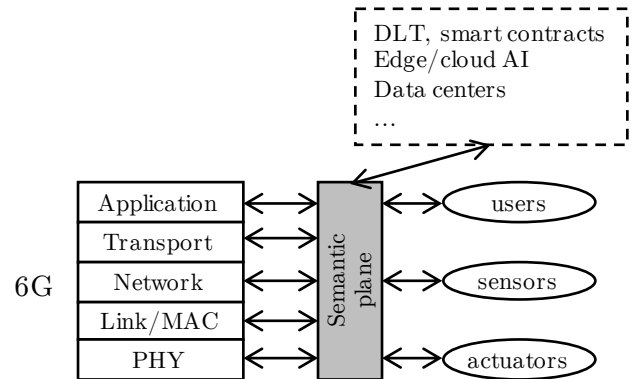 DLT, smart contracts
Edge/cloud AI
Data centers
...
6G
Application
Transport
Network
Link/MAC
PHY
Semantic
plane
users
sensors
actuators